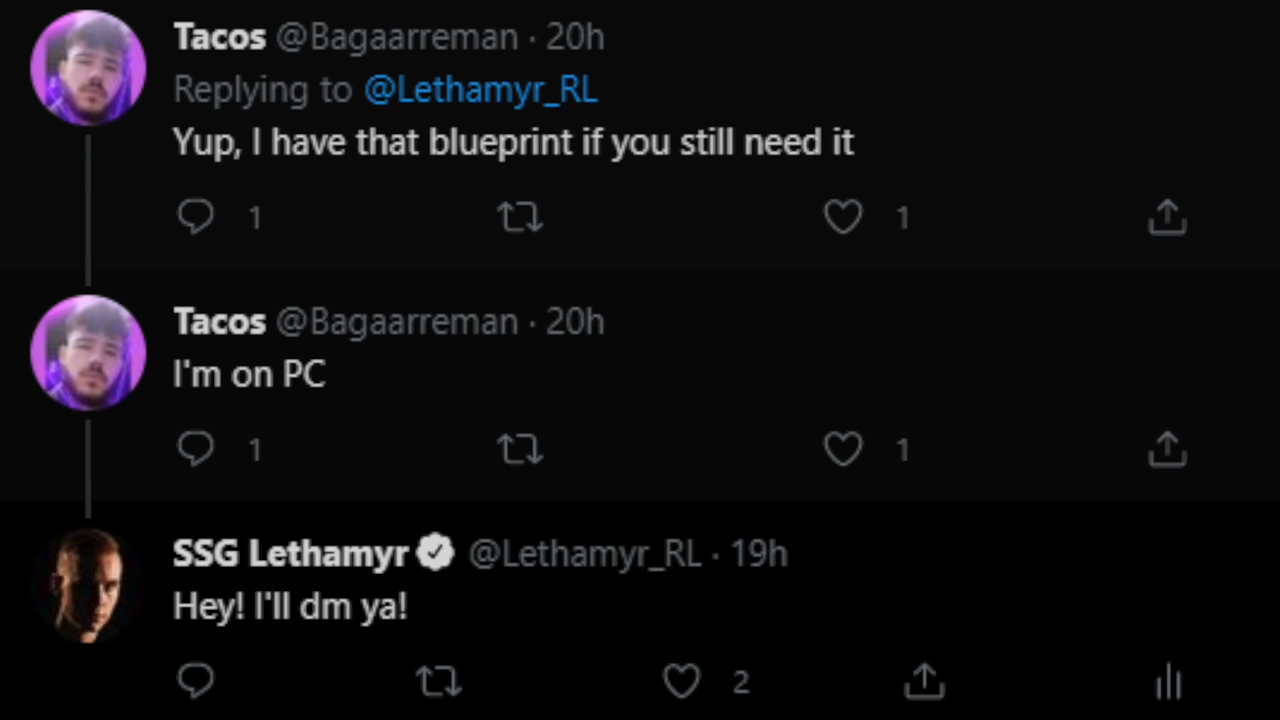 Tacos @Bagaarreman · 20h
Replying to @Lethamyr_RL
Yup, I have that blueprint if you still need it
1 1
Tacos @Bagaarreman · 20h
I'm on PC
1 1
SSG Lethamyr @Lethamyr_RL · 19h
Hey! I'll dm ya!
2